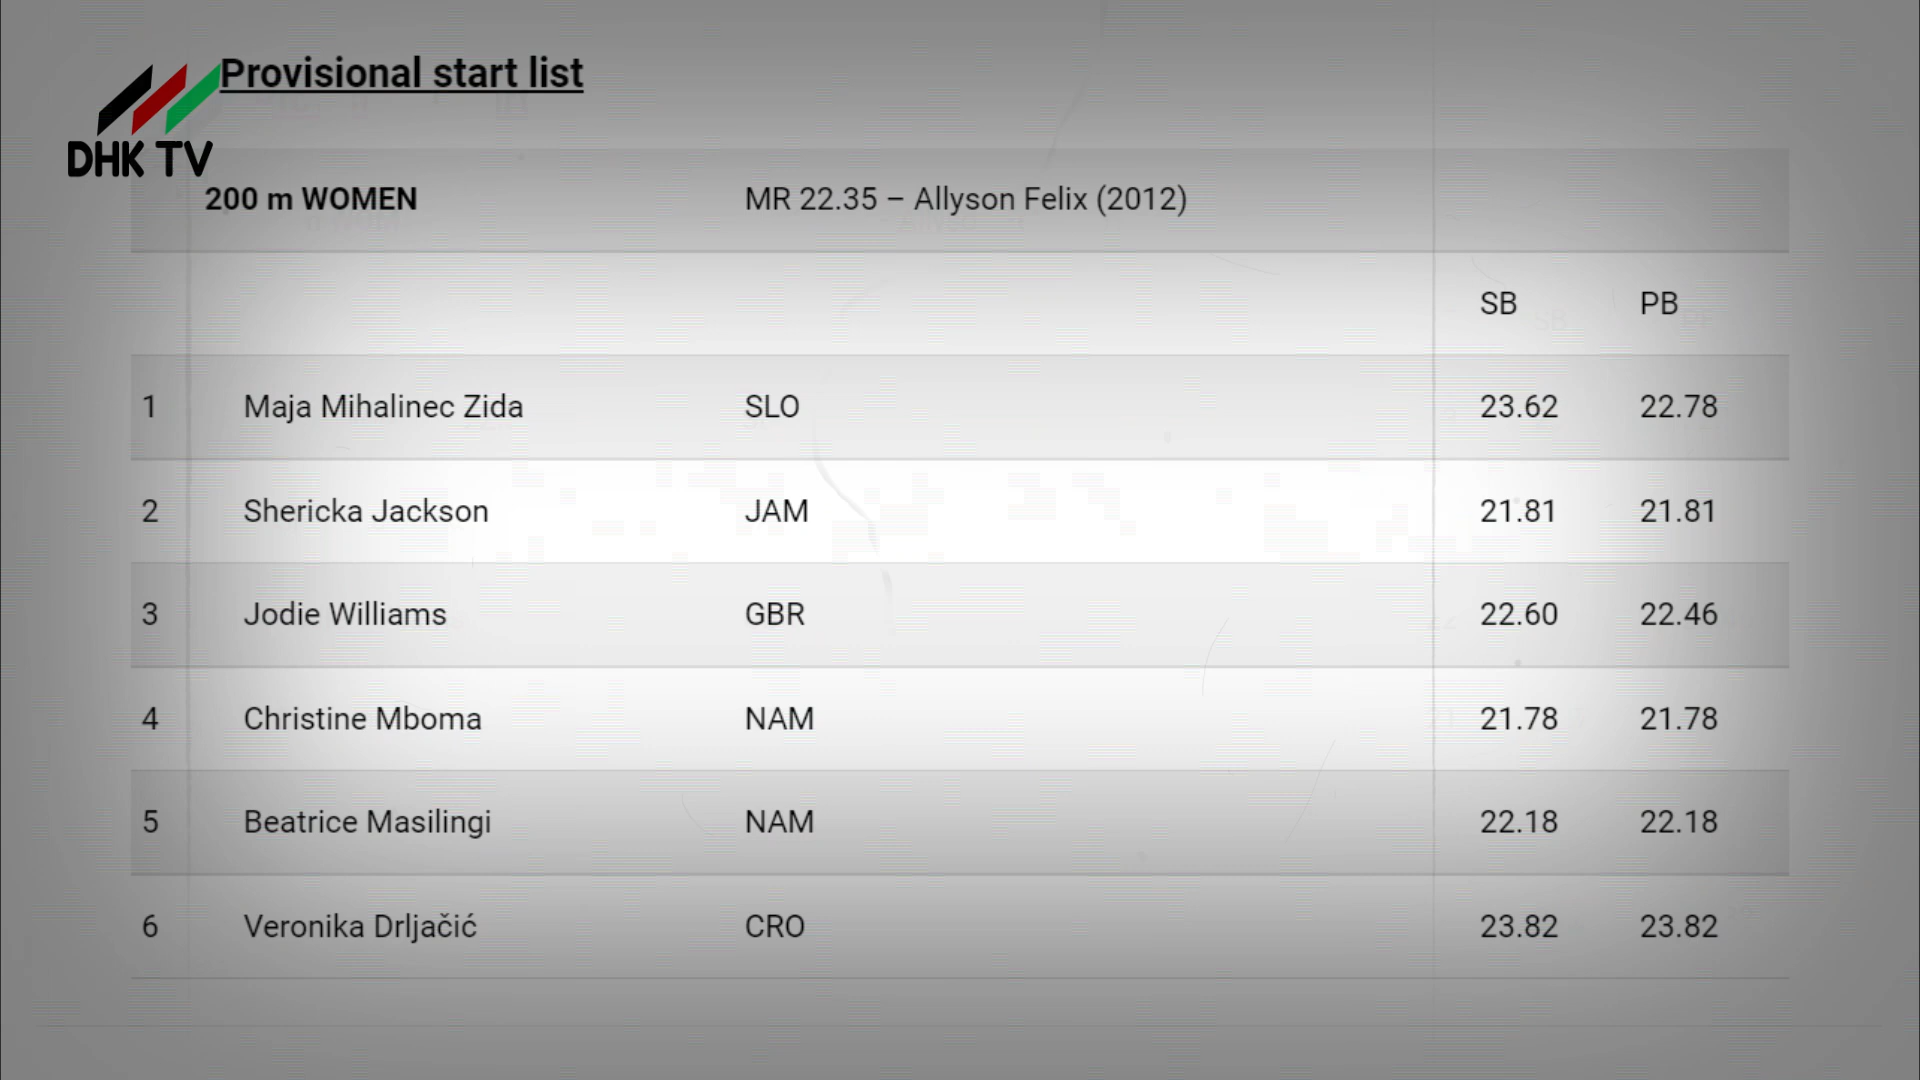 Provisional start list
DHK TV
200 m WOMEN MR 22.35 – Allyson Felix (2012)
SB PB
1 Maja Mihalinec Zida SLO 23.62 22.78
2 Shericka Jackson JAM 21.81 21.81
3 Jodie Williams GBR 22.60 22.46
4 Christine Mboma NAM 21.78 21.78
5 Beatrice Masilingi NAM 22.18 22.18
6 Veronika Drljačić CRO 23.82 23.82